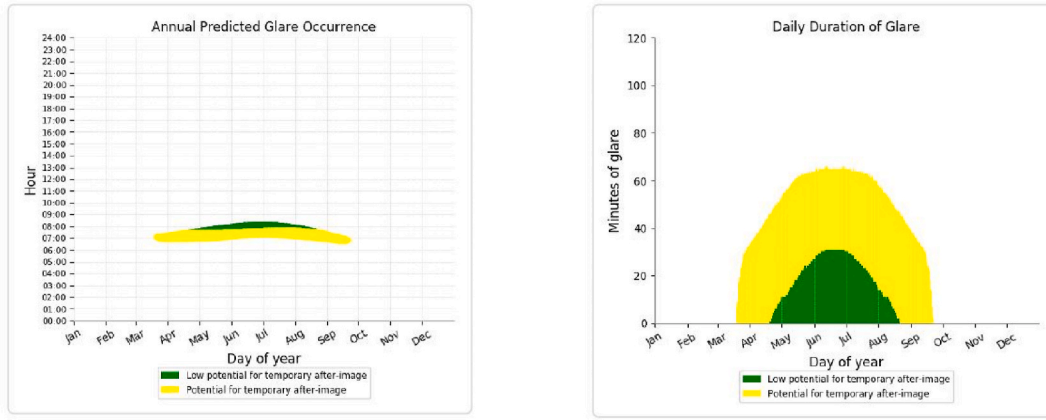 Annual Predicted Glare Occurrence
24:00
23:00
22:00
21:00
20:00
19:00
18:00
17:00
16:00
15:00
14:00
13:00
12:00
11:00
10:00
09:00
08:00
07:00
06:00
05:00
04:00
03:00
02:00
01:00
00:00
Hour
Jan Feb Mar Apr May Jun Jul Aug Sep Oct Nov Dec
Day of year
Low potential for temporary after-image
Potential for temporary after-image
Daily Duration of Glare
120
100
80
60
40
20
0
Minutes of glare
Jan Feb Mar Apr May Jun Jul Aug Sep Oct Nov Dec
Day of year
Low potential for temporary after-image
Potential for temporary after-image